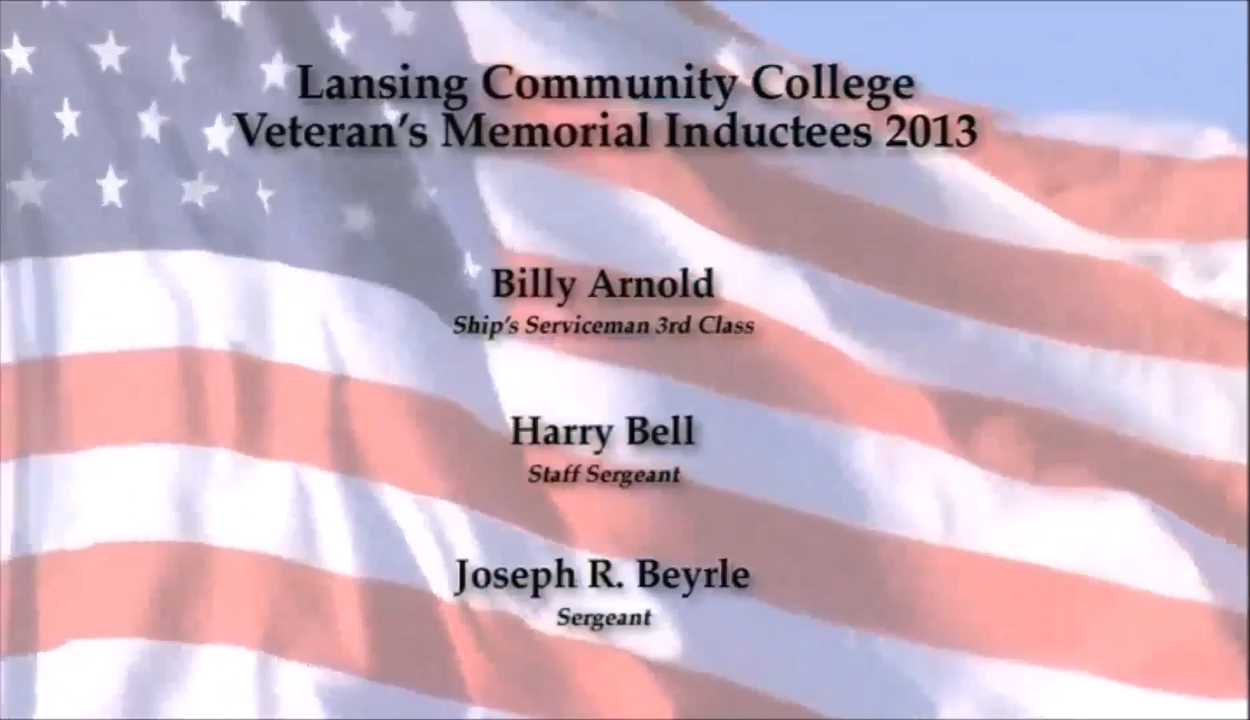 Lansing Community College
Veteran's Memorial Inductees 2013
Billy Arnold
Ship's Serviceman 3rd Class
Harry Bell
Staff Sergeant
Joseph R. Beyrle
Sergeant